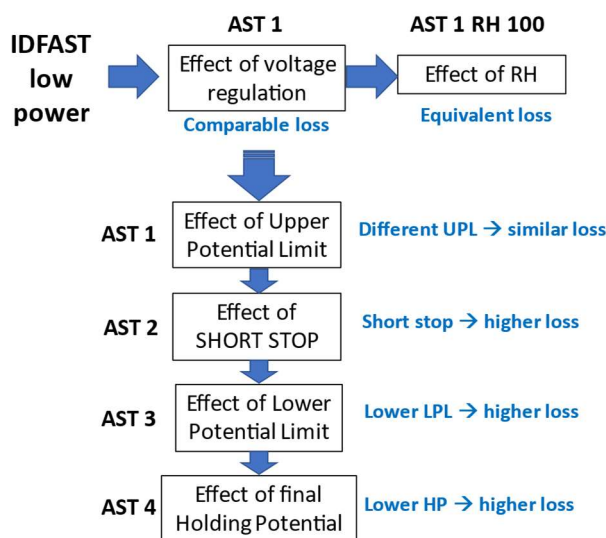 AST 1
AST 1 RH 100
IDFAST
low
power
Effect of voltage
regulation
Effect of RH
Comparable loss
Equivalent loss
AST 1
Effect of Upper
Potential Limit
Different UPL → similar loss
AST 2
Effect of
SHORT STOP
Short stop → higher loss
AST 3
Effect of Lower
Potential Limit
Lower LPL → higher loss
AST 4
Effect of final
Holding Potential
Lower HP → higher loss